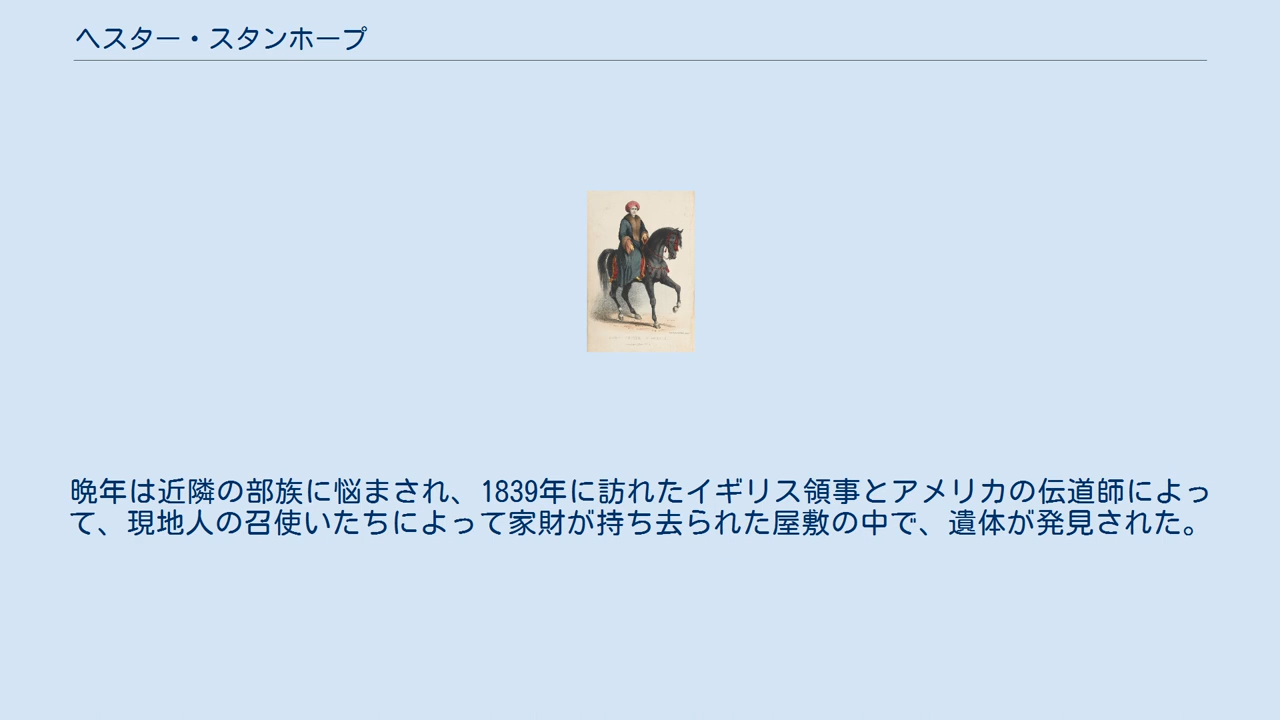 ヘスター・スタンホープ
晩年は近隣の部族に悩まされ、1839年に訪れたイギリス領事とアメリカの伝道師によっ
て、現地人の召使いたちによって家財が持ち去られた屋敷の中で、遺体が発見された。